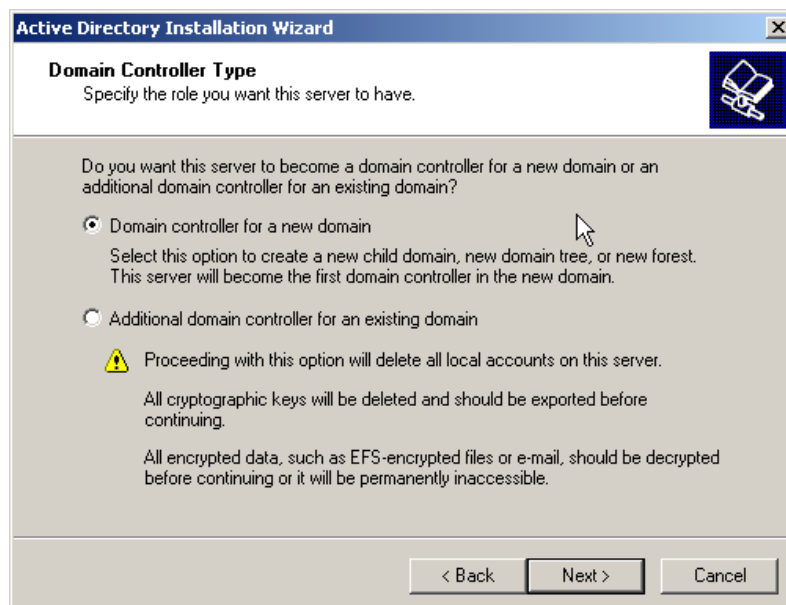 Active Directory Installation Wizard
Domain Controller Type
Specify the role you want this server to have.
Do you want this server to become a domain controller for a new domain or an
additional domain controller for an existing domain?
Domain controller for a new domain
Select this option to create a new child domain, new domain tree, or new forest.
This server will become the first domain controller in the new domain.
Additional domain controller for an existing domain
Proceeding with this option will delete all local accounts on this server.
All cryptographic keys will be deleted and should be exported before
continuing.
All encrypted data, such as EFS-encrypted files or e-mail, should be decrypted
before continuing or it will be permanently inaccessible.
< Back Next > Cancel